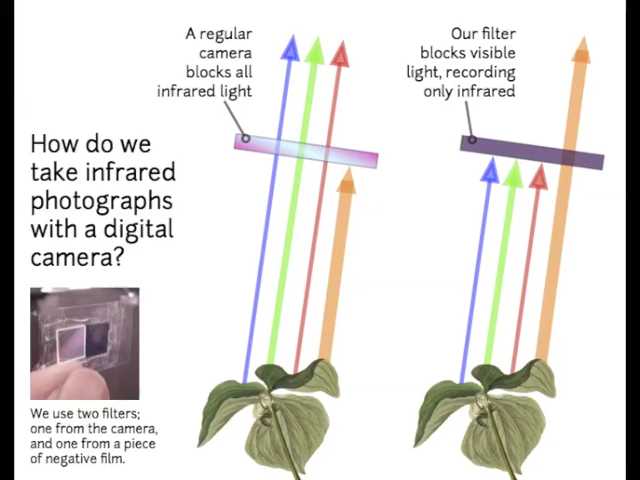 A regular
camera
blocks all
infrared light
Our filter
blocks visible
light, recording
only infrared
How do we
take infrared
photographs
with a digital
camera?
We use two filters;
one from the camera,
and one from a piece
of negative film.